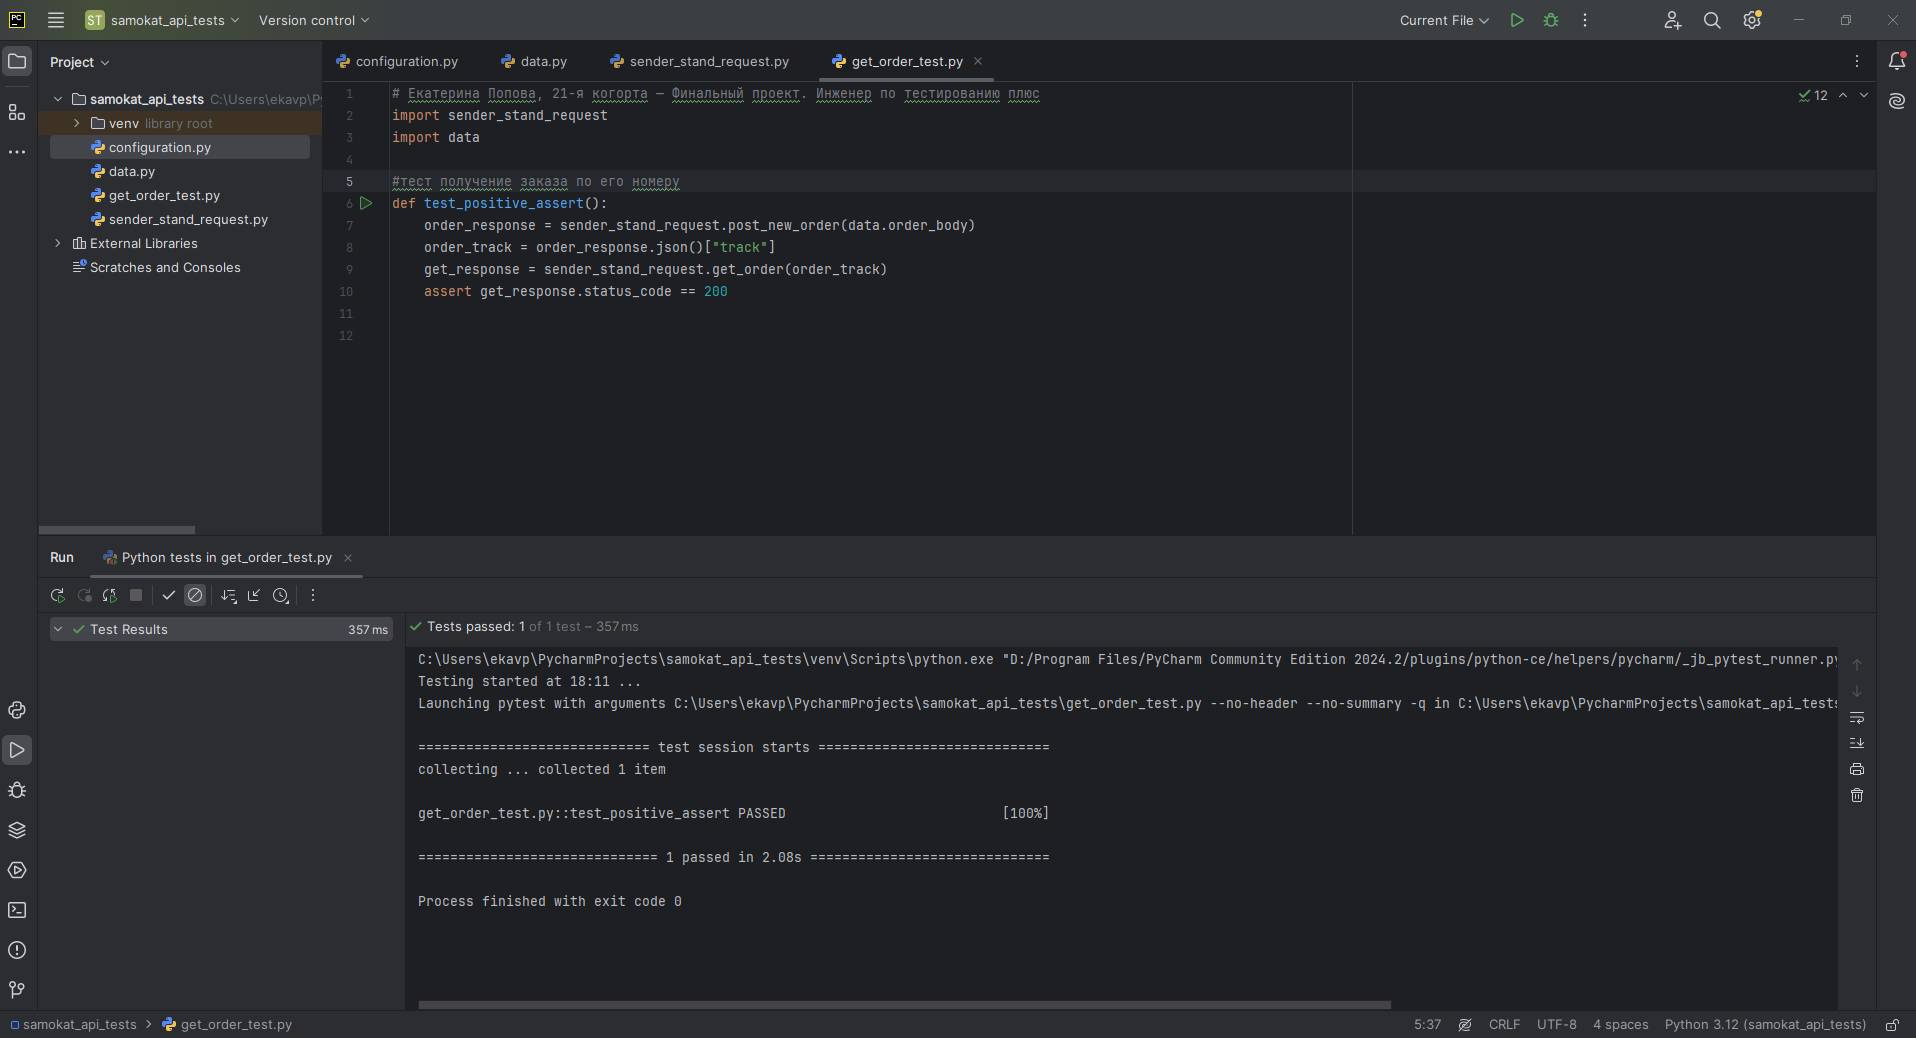 PC
ST samokat_api_tests Version control Current File
Project
configuration.py data.py sender_stand_request.py get_order_test.py
samokat_api_tests C:\Users\ekavp\P
venv library root
configuration.py
data.py
get_order_test.py
sender_stand_request.py
External Libraries
Scratches and Consoles
12
1 # Екатерина Попова, 21-я когорта — Финальный проект. Инженер по тестированию плюс
2 import sender_stand_request
3 import data
4
5 #тест получение заказа по его номеру
6 def test_positive_assert():
7 order_response = sender_stand_request.post_new_order(data.order_body)
8 order_track = order_response.json()["track"]
9 get_response = sender_stand_request.get_order(order_track)
10 assert get_response.status_code == 200
11
12
Run Python tests in get_order_test.py
Test Results 357 ms
Tests passed: 1 of 1 test – 357 ms
C:\Users\ekavp\PycharmProjects\samokat_api_tests\venv\Scripts\python.exe "D:/Program Files/PyCharm Community Edition 2024.2/plugins/python-ce/helpers/pycharm/_jb_pytest_runner.py
Testing started at 18:11 ...
Launching pytest with arguments C:\Users\ekavp\PycharmProjects\samokat_api_tests\get_order_test.py --no-header --no-summary -q in C:\Users\ekavp\PycharmProjects\samokat_api_tests
============================= test session starts =============================
collecting ... collected 1 item
get_order_test.py::test_positive_assert PASSED [100%]
============================== 1 passed in 2.08s ==============================
Process finished with exit code 0
samokat_api_tests get_order_test.py 5:37 CRLF UTF-8 4 spaces Python 3.12 (samokat_api_tests)